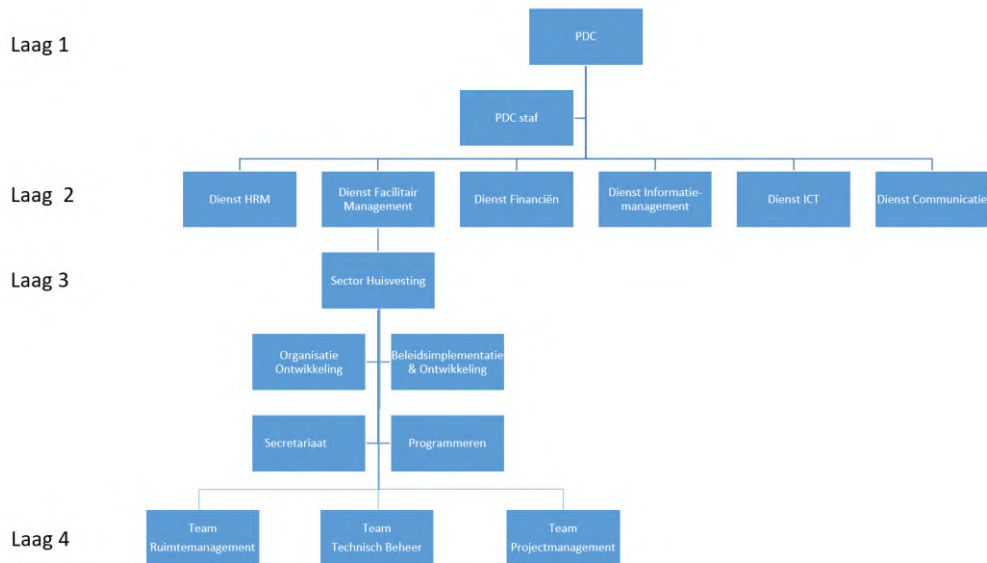 Laag 1
PDC
PDC staf
Laag 2
Dienst HRM
Dienst Facilitair
Management
Dienst Financiën
Dienst Informatie-
management
Dienst ICT
Dienst Communicatie
Laag 3
Sector Huisvesting
Organisatie
Ontwikkeling
Beleidsimplementatie
& Ontwikkeling
Secretariaat
Programmeren
Laag 4
Team
Ruimtemanagement
Team
Technisch Beheer
Team
Projectmanagement